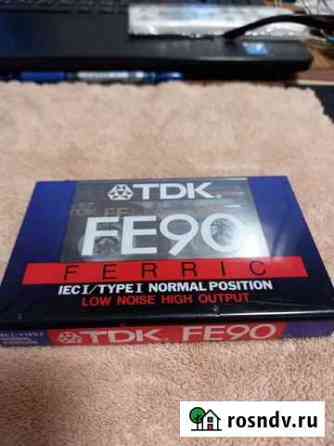 TDK
FE90
FERRIC
IEC I/TYPE I NORMAL POSITION
LOW NOISE HIGH OUTPUT
TDK FE90
rosndv.ru